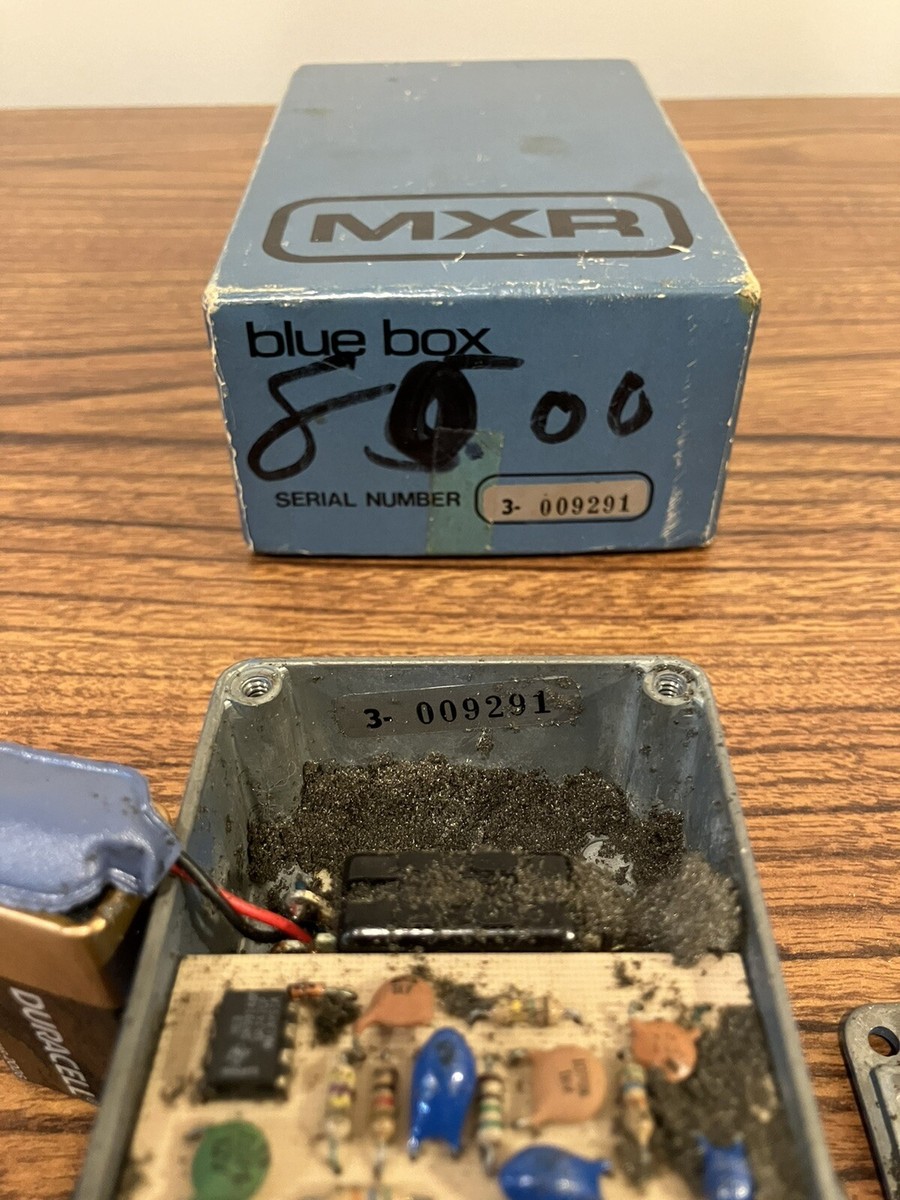 MXR
blue box
80.00
SERIAL NUMBER 3- 009291
3- 009291
DURACELL